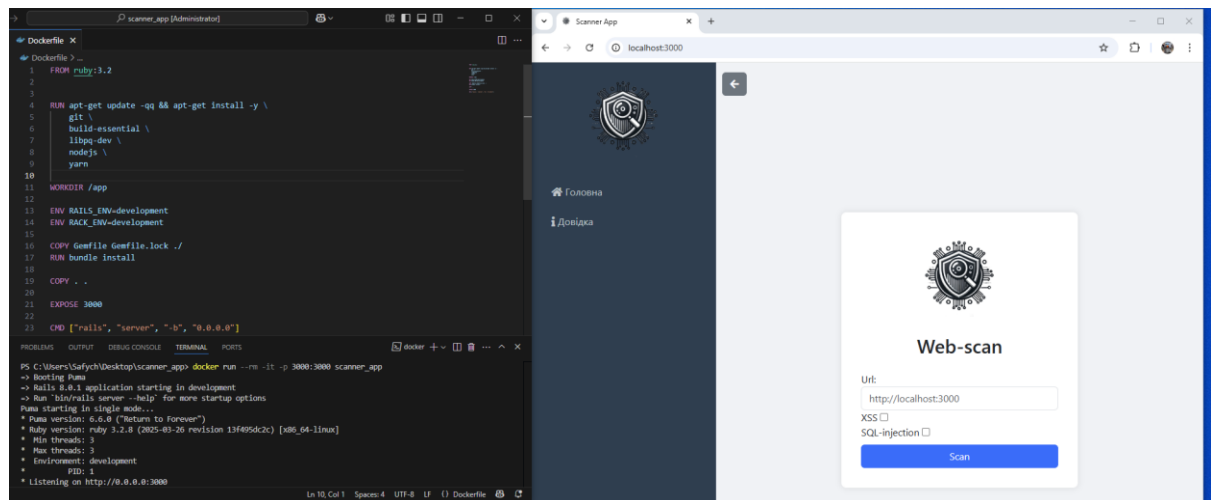 scanner_app [Administrator]
Dockerfile
Dockerfile > ...
1 FROM ruby:3.2
2
3
4 RUN apt-get update -qq && apt-get install -y \
5 git \
6 build-essential \
7 libpq-dev \
8 nodejs \
9 yarn
10
11 WORKDIR /app
12
13 ENV RAILS_ENV=development
14 ENV RACK_ENV=development
15
16 COPY Gemfile Gemfile.lock ./
17 RUN bundle install
18
19 COPY . .
20
21 EXPOSE 3000
22
23 CMD ["rails", "server", "-b", "0.0.0.0"]
PROBLEMS OUTPUT DEBUG CONSOLE TERMINAL PORTS
docker
PS C:\Users\Safych\Desktop\scanner_app> docker run --rm -it -p 3000:3000 scanner_app
=> Booting Puma
=> Rails 8.0.1 application starting in development
=> Run `bin/rails server --help` for more startup options
Puma starting in single mode...
* Puma version: 6.6.0 ("Return to Forever")
* Ruby version: ruby 3.2.8 (2025-03-26 revision 13f495dc2c) [x86_64-linux]
* Min threads: 3
* Max threads: 3
* Environment: development
* PID: 1
* Listening on http://0.0.0.0:3000
Ln 10, Col 1 Spaces: 4 UTF-8 LF {} Dockerfile
Scanner App
localhost:3000
Головна
Довідка
Web-scan
Url:
http://localhost:3000
XSS
SQL-injection
Scan